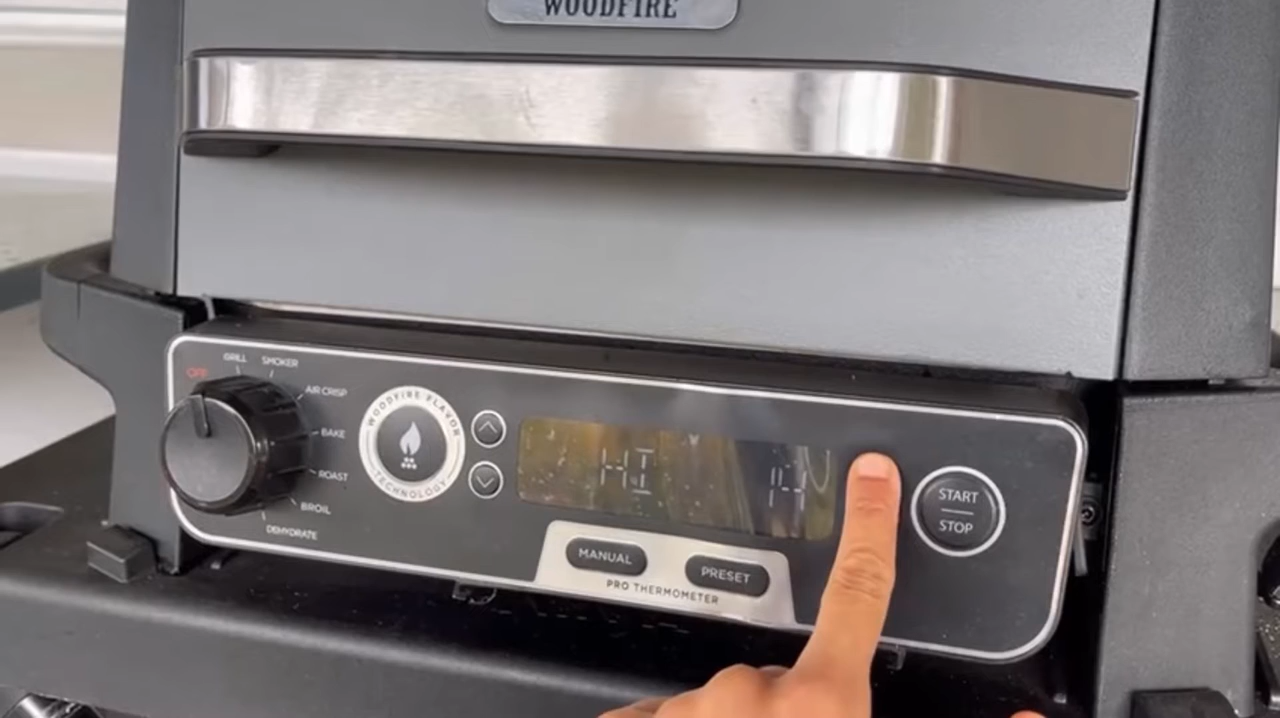 WOODFIRE
OFF
GRILL
SMOKER
AIR CRISP
BAKE
ROAST
BROIL
DEHYDRATE
WOODFIRE FLAVOR
TECHNOLOGY
HI
START
STOP
MANUAL
PRESET
PRO THERMOMETER